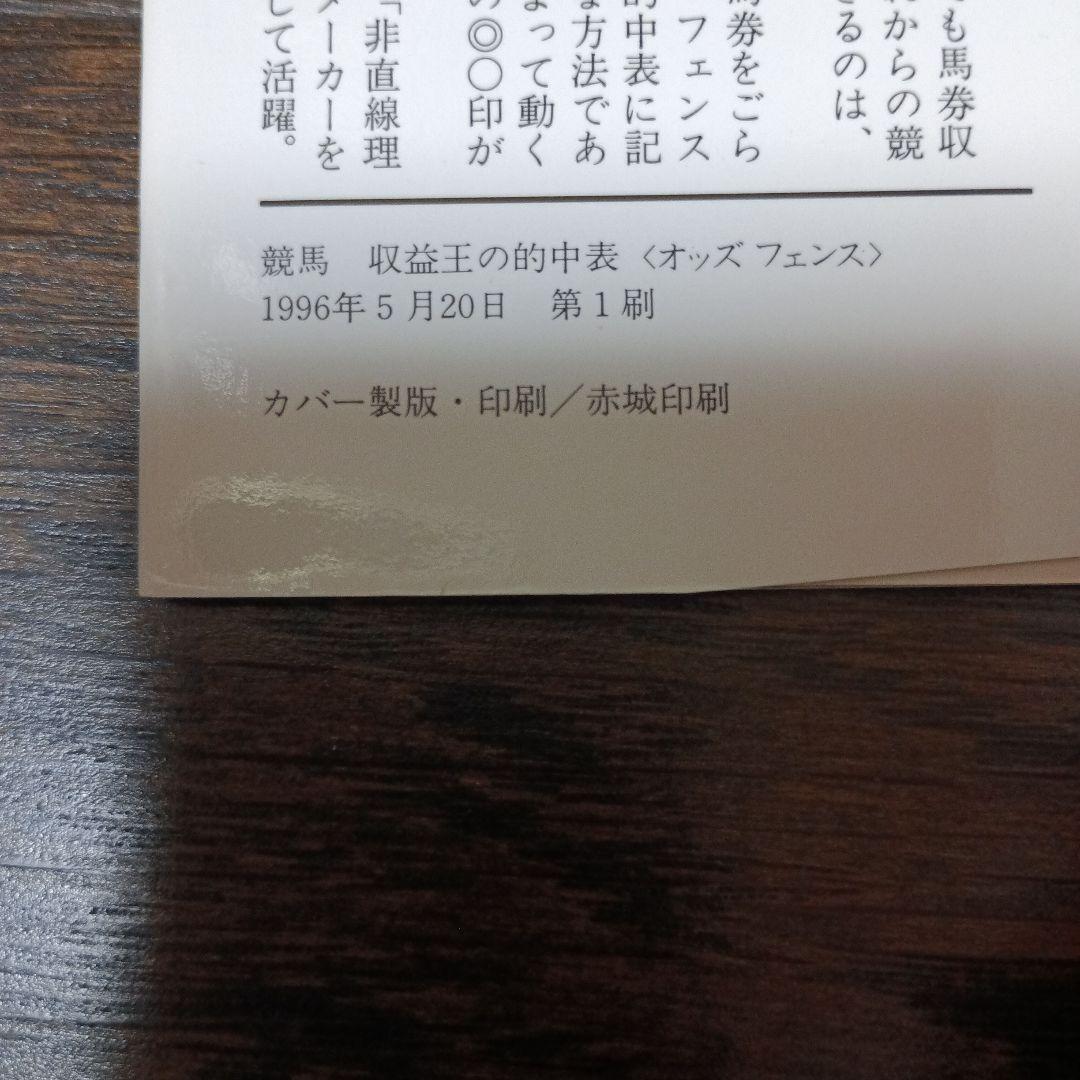 も馬券収
からの競
るのは、
馬券をごら
フェンス
的中表に記
な方法であ
よって動く
の◎○印が
「非直線理
ーカーを
して活躍。
競馬　収益王の的中表〈オッズ フェンス〉
1996年5月20日　第1刷
カバー製版・印刷／赤城印刷